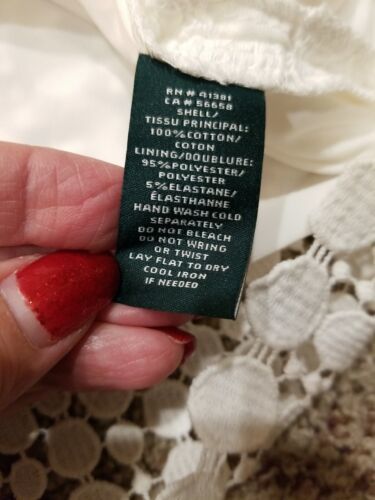 RN # 41381
CA # 56658
SHELL/
TISSU PRINCIPAL:
100%COTTON/
COTON
LINING/DOUBLURE:
95%POLYESTER/
POLYESTER
5%ELASTANE/
ÉLASTHANNE
HAND WASH COLD
SEPARATELY
DO NOT BLEACH
DO NOT WRING
OR TWIST
LAY FLAT TO DRY
COOL IRON
IF NEEDED